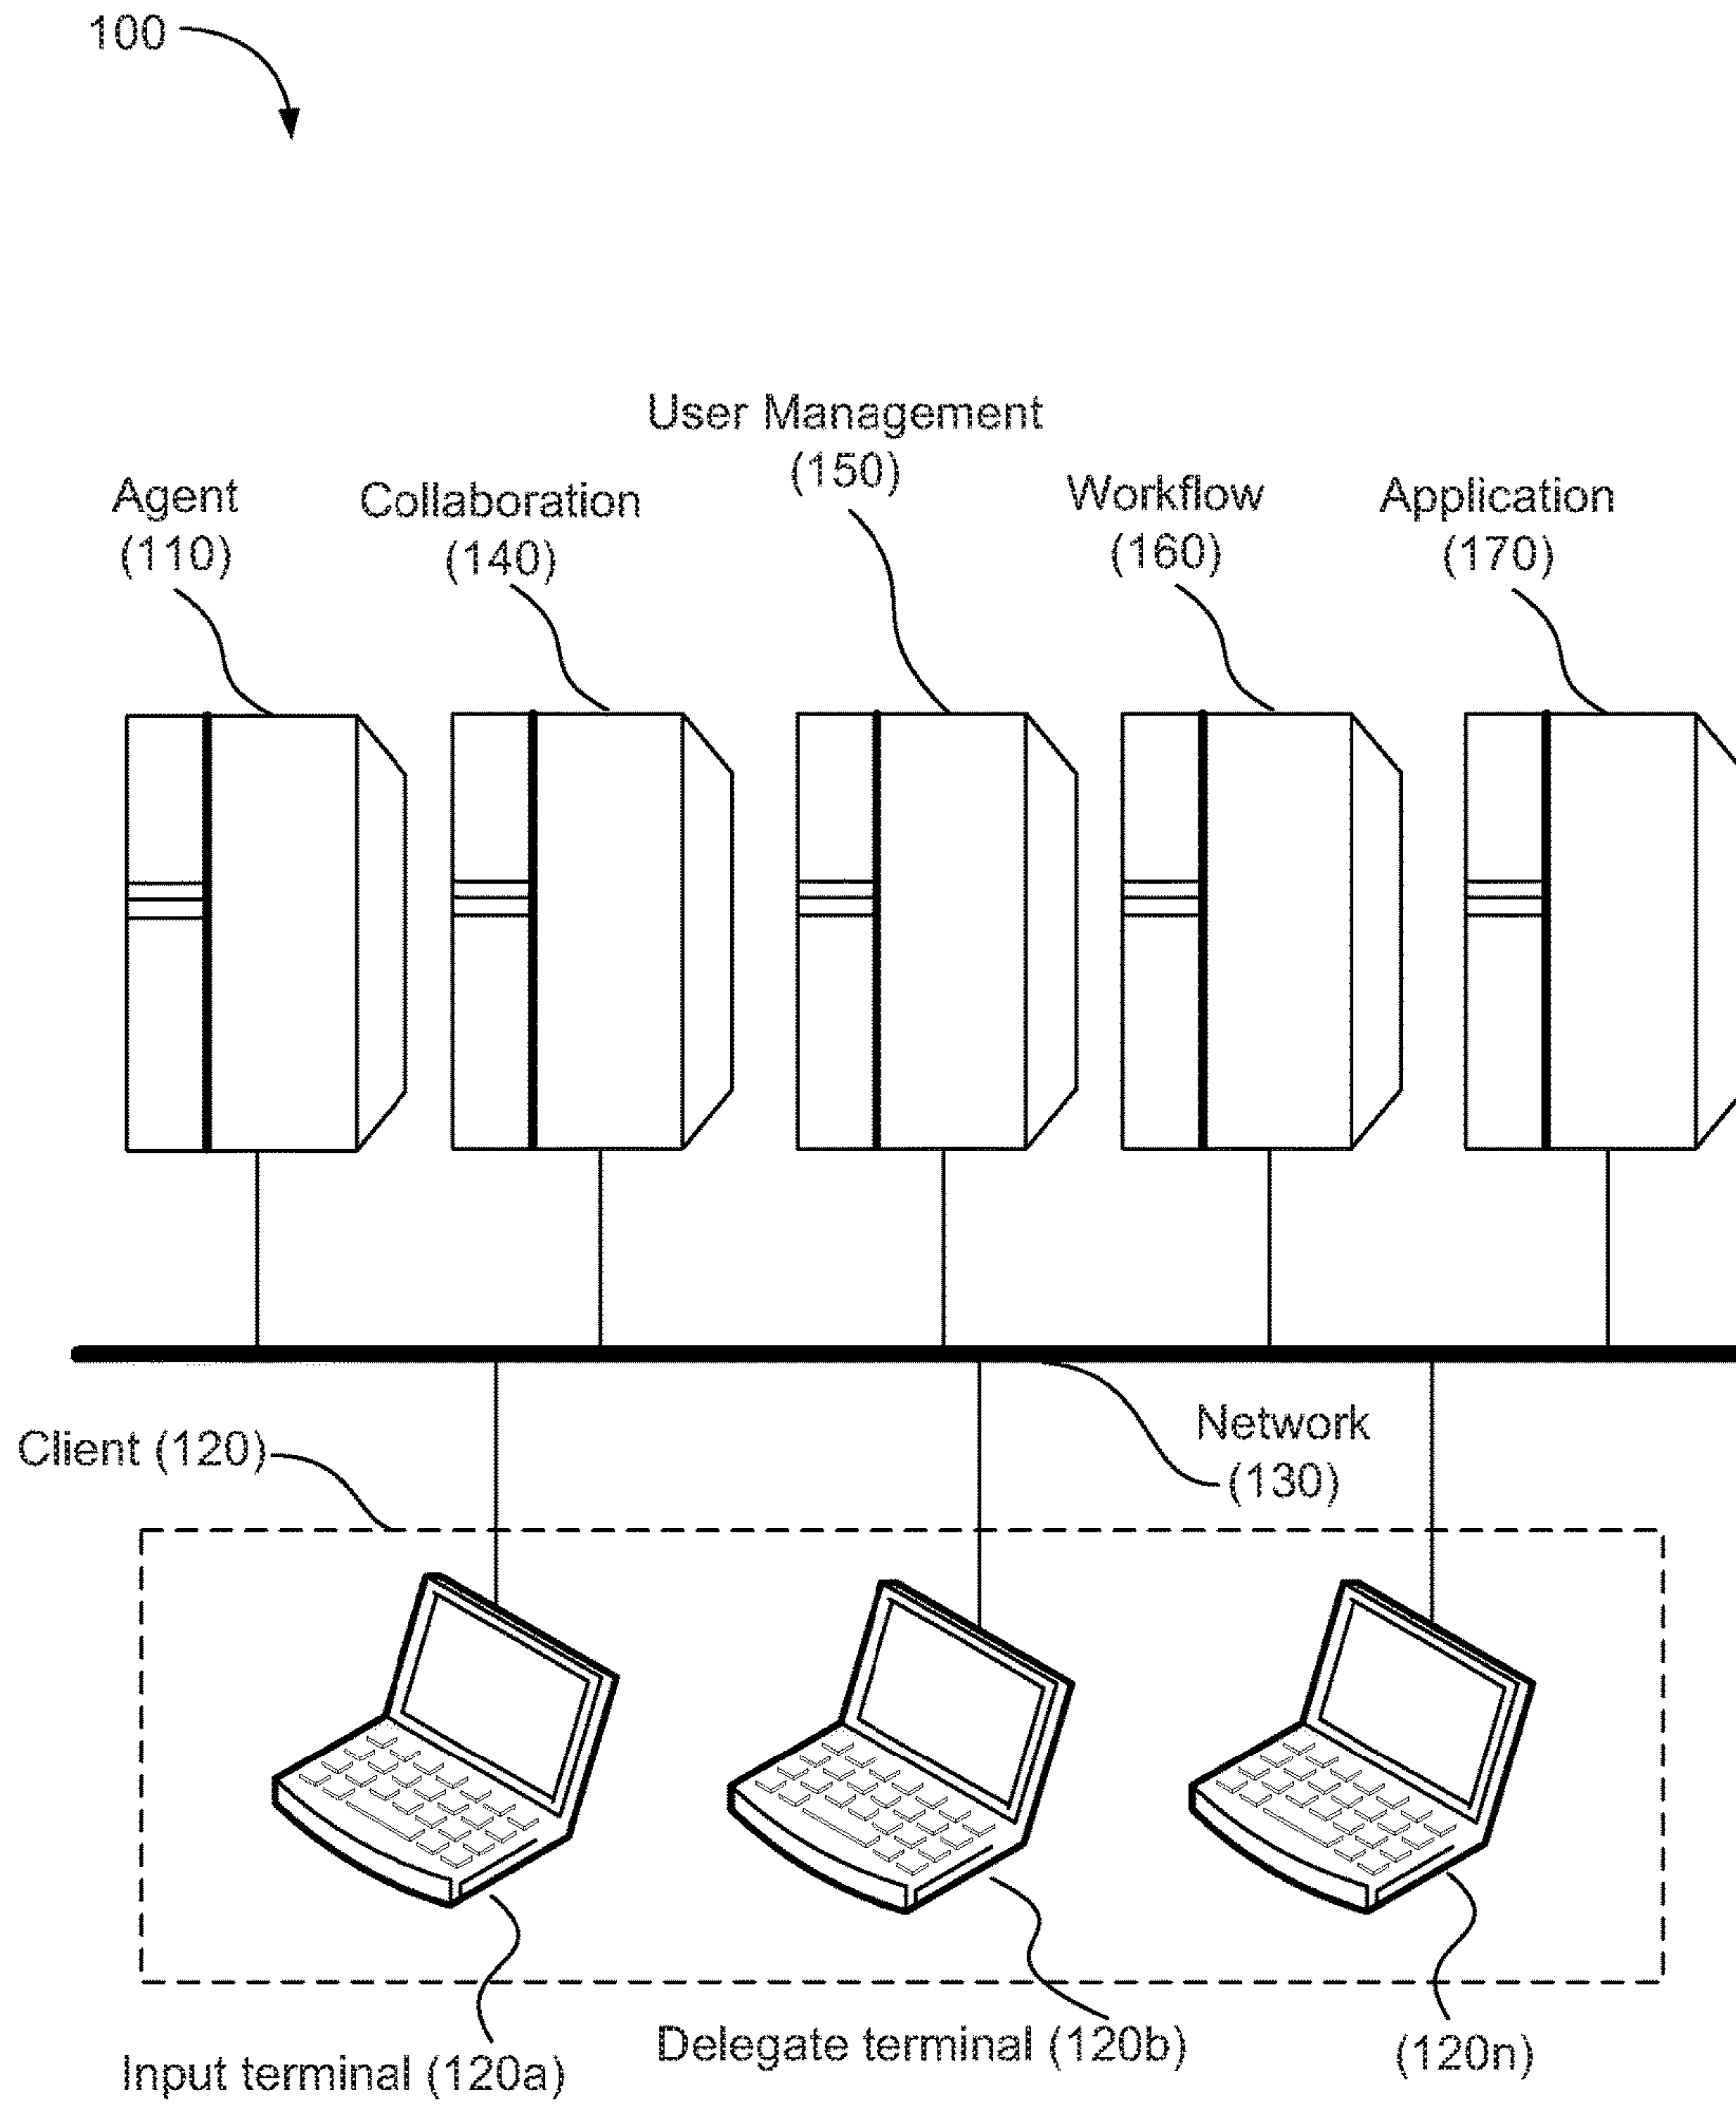 100
User Management
(150)
Agent
(110)
Collaboration
(140)
Workflow
(160)
Application
(170)
Client (120)
Network
(130)
Input terminal (120a)
Delegate terminal (120b)
(120n)